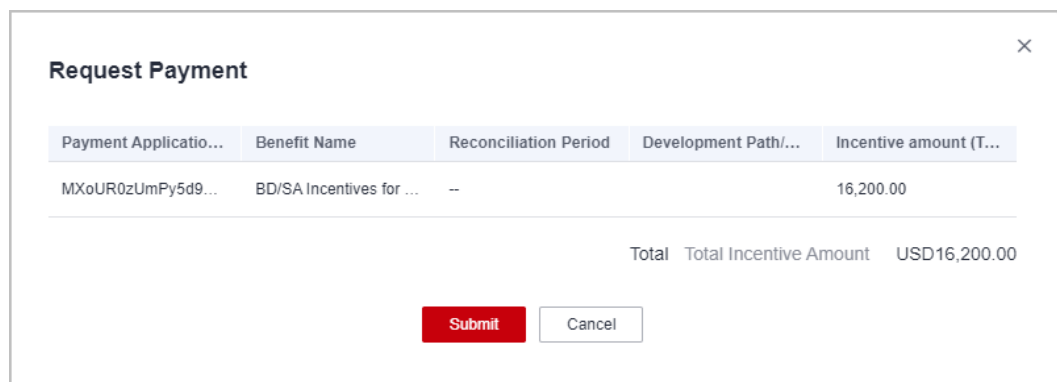 Request Payment
Payment Applicatio... Benefit Name Reconciliation Period Development Path/... Incentive amount (T...
MXoUR0zUmPy5d9... BD/SA Incentives for ... -- 16,200.00
Total Total Incentive Amount USD16,200.00
Submit Cancel